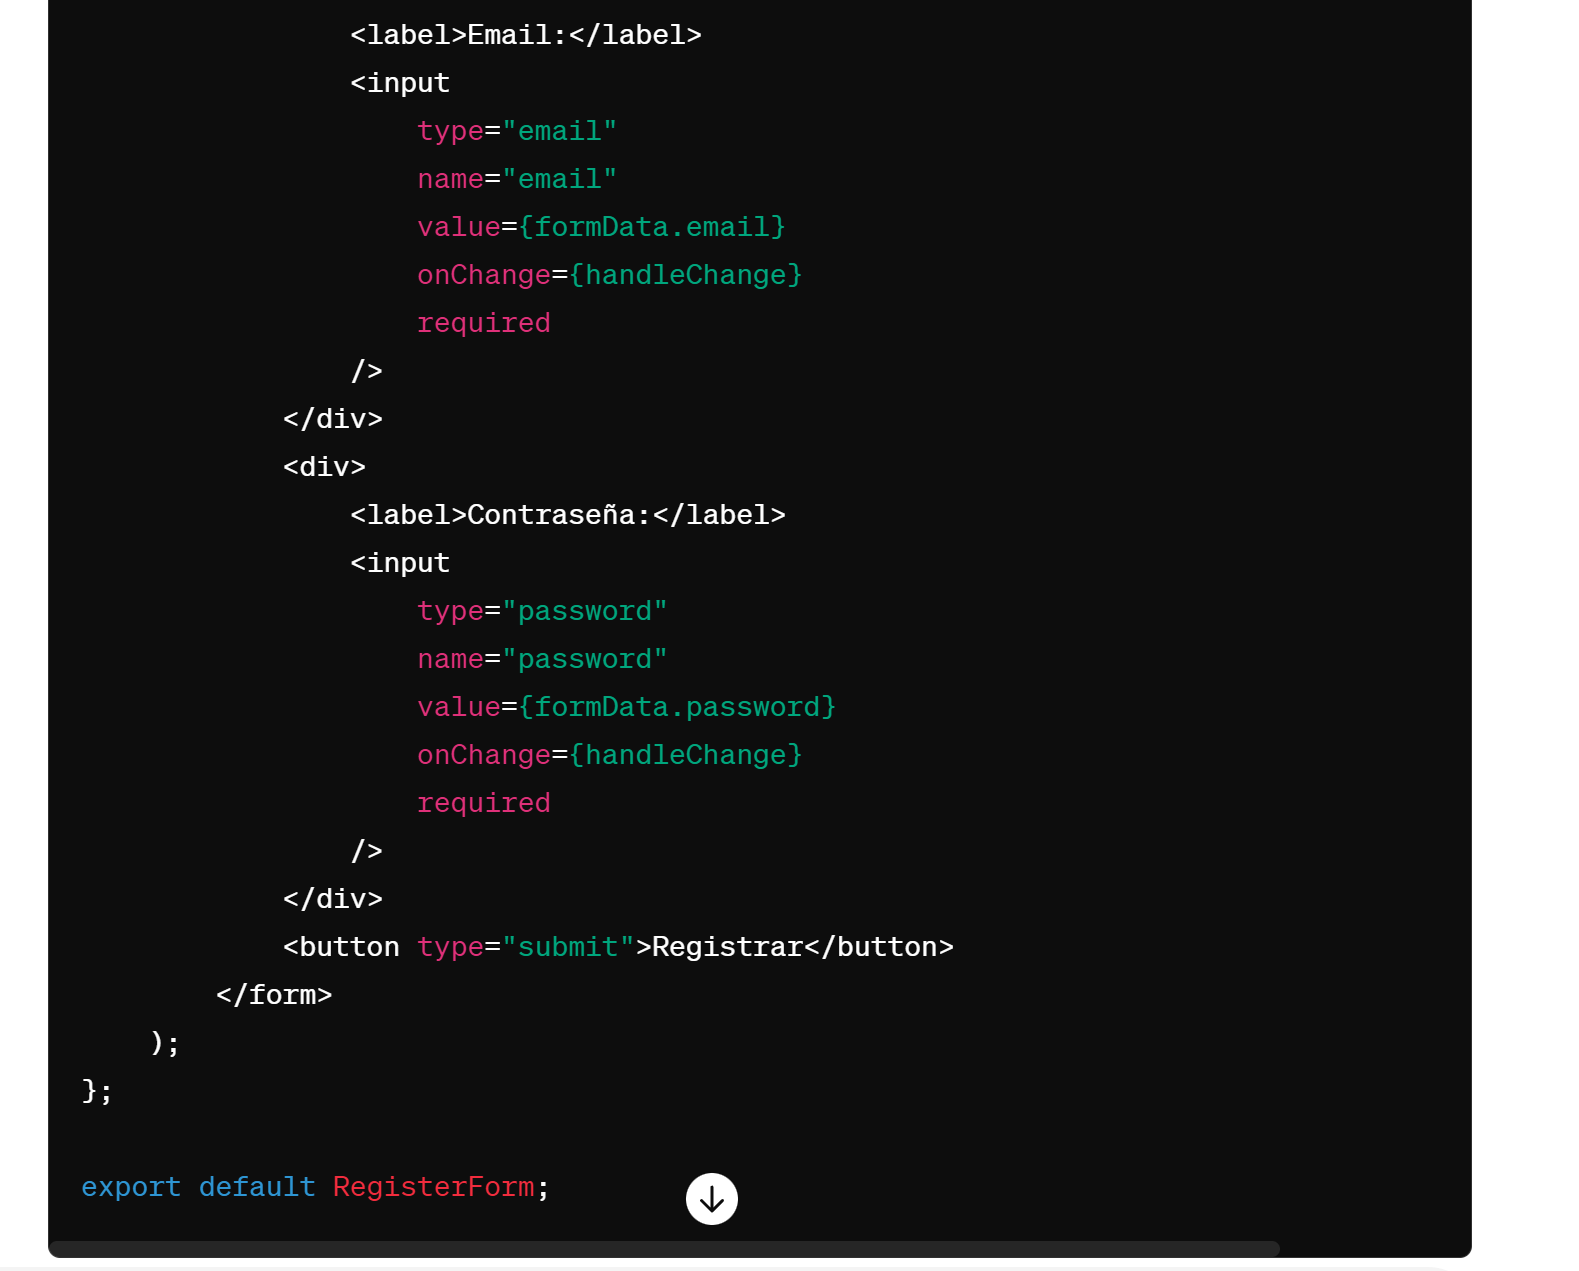 <label>Email:</label>
<input
type="email"
name="email"
value={formData.email}
onChange={handleChange}
required
/>
</div>
<div>
<label>Contraseña:</label>
<input
type="password"
name="password"
value={formData.password}
onChange={handleChange}
required
/>
</div>
<button type="submit">Registrar</button>
</form>
);
};
export default RegisterForm;